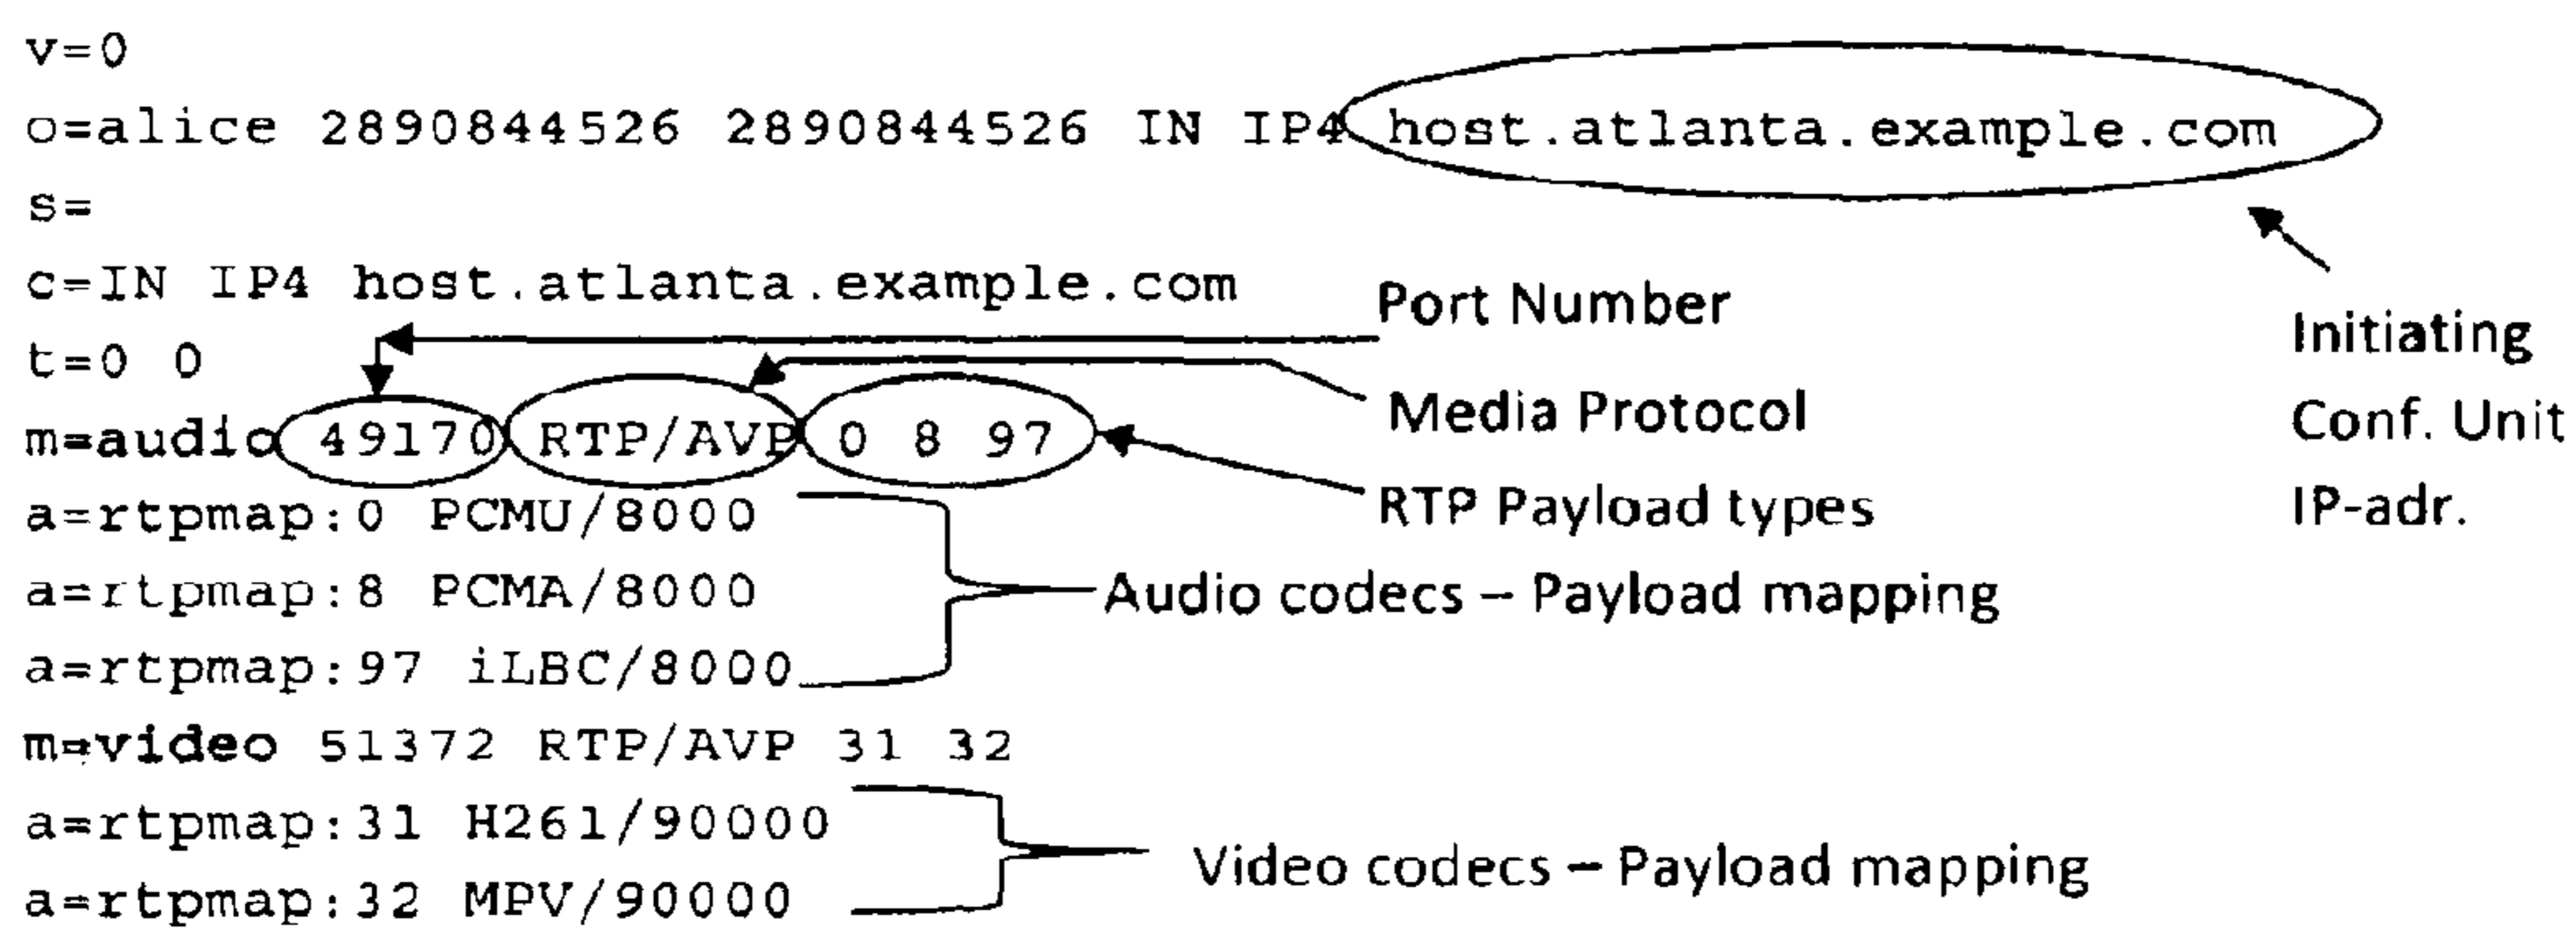 v=0
o=alice 2890844526 2890844526 IN IP4 host.atlanta.example.com
s=
c=IN IP4 host.atlanta.example.com
Port Number
Initiating
Conf. Unit
IP-adr.
t=0 0
Media Protocol
m=audio 49170 RTP/AVP 0 8 97
RTP Payload types
a=rtpmap:0 PCMU/8000
a=rtpmap:8 PCMA/8000
Audio codecs – Payload mapping
a=rtpmap:97 iLBC/8000
m=video 51372 RTP/AVP 31 32
a=rtpmap:31 H261/90000
Video codecs – Payload mapping
a=rtpmap:32 MPV/90000